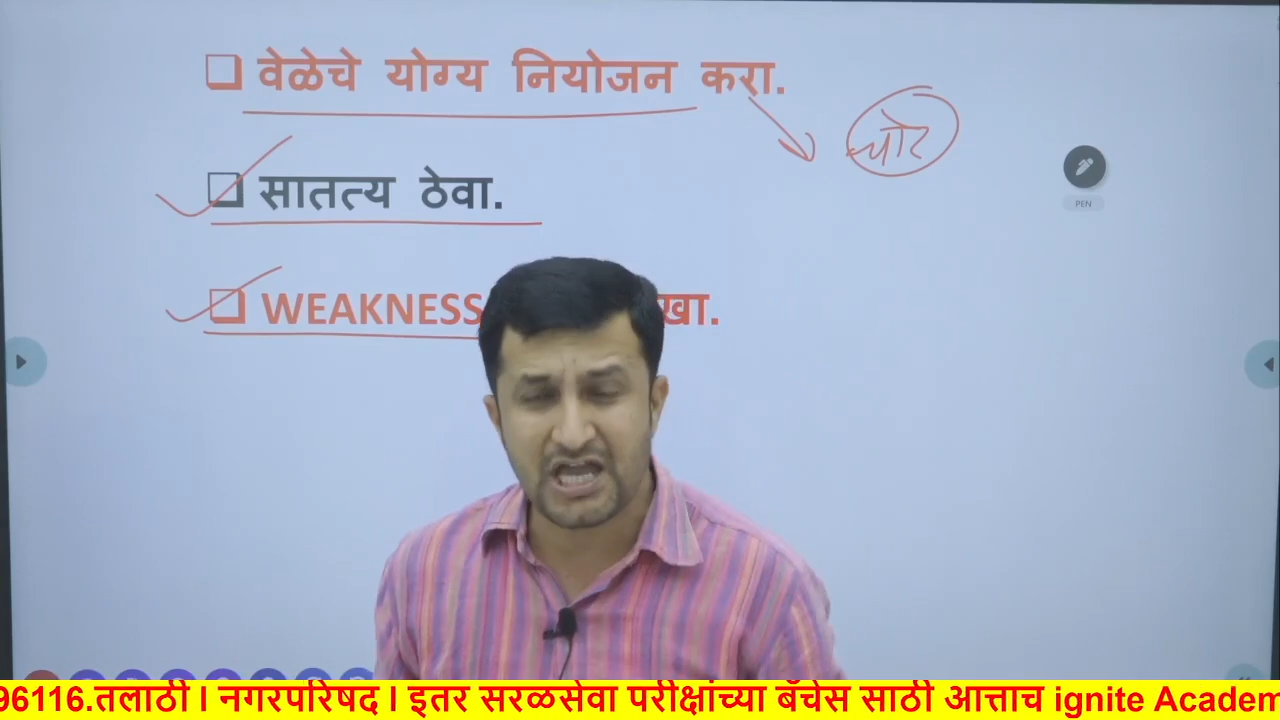 ❑ वेळेचे योग्य नियोजन करा.
चोर
❑ सातत्य ठेवा.
PEN
❑ WEAKNESS खा.
96116.तलाठी l नगरपरिषद l इतर सरळसेवा परीक्षांच्या बॅचेस साठी आत्ताच ignite Academ